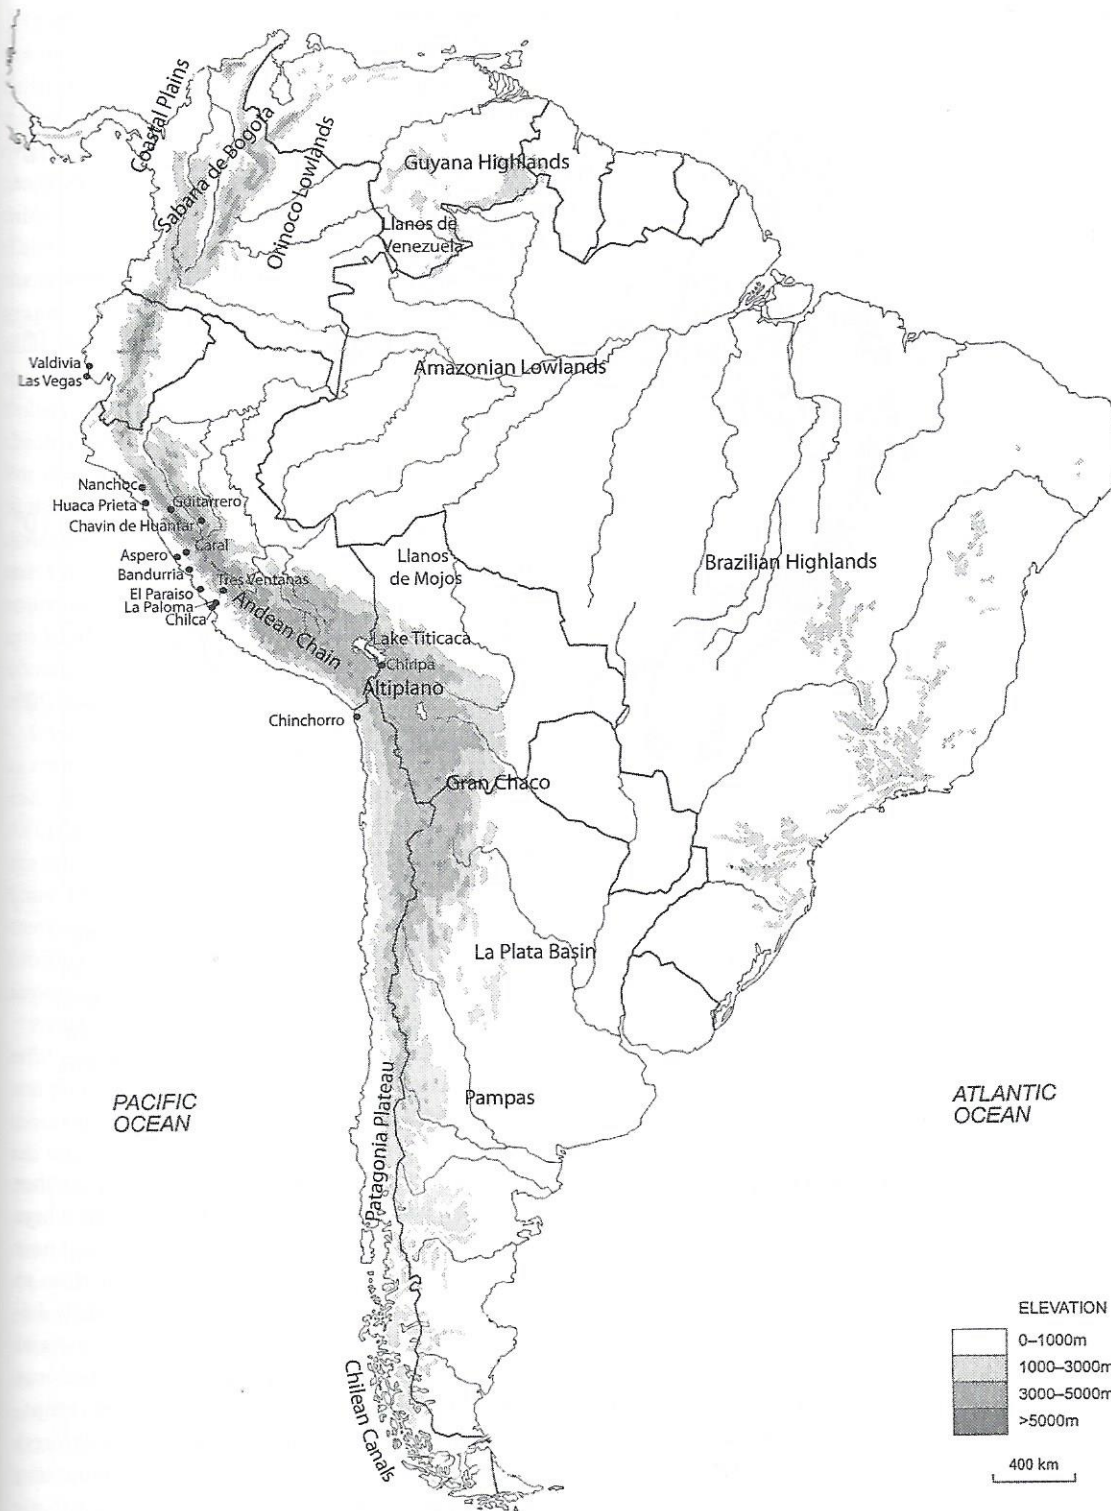 Coastal Plains
Sabana de Bogota
Orinoco Lowlands
Guyana Highlands
Llanos de
Venezuela
Valdivia
Las Vegas
Amazonian Lowlands
Nanchoc
Huaca Prieta
Guitarrero
Chavin de Huantar
Aspero
Caral
Bandurria
Tres Ventanas
El Paraiso
La Paloma
Chilca
Andean Chain
Llanos
de Mojos
Brazilian Highlands
Lake Titicaca
Chiripa
Altiplano
Chinchorro
Gran Chaco
La Plata Basin
Pampas
Patagonia Plateau
PACIFIC
OCEAN
ATLANTIC
OCEAN
Chilean Canals
ELEVATION
0–1000m
1000–3000m
3000–5000m
>5000m
400 km